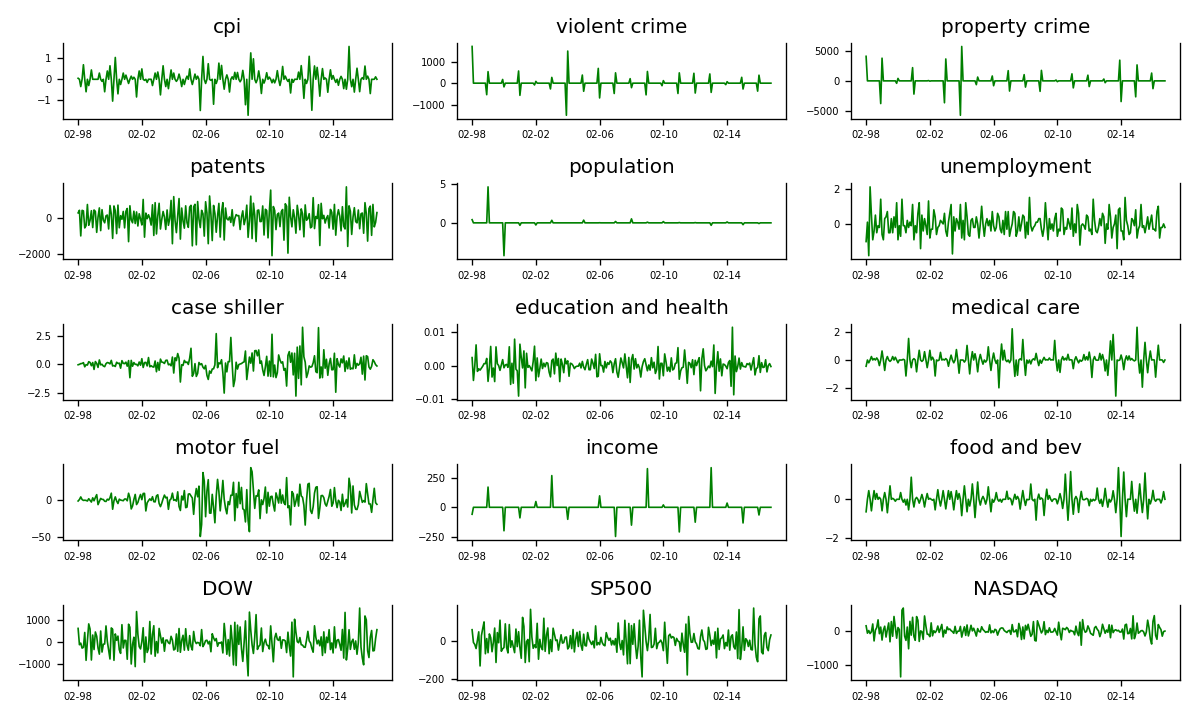 cpi
violent crime
property crime
1
0
−1
1000
0
−1000
5000
0
−5000
02-98 02-02 02-06 02-10 02-14
02-98 02-02 02-06 02-10 02-14
02-98 02-02 02-06 02-10 02-14
patents
population
unemployment
0
−2000
5
0
2
0
02-98 02-02 02-06 02-10 02-14
02-98 02-02 02-06 02-10 02-14
02-98 02-02 02-06 02-10 02-14
case shiller
education and health
medical care
2.5
0.0
−2.5
0.01
0.00
−0.01
2
0
−2
02-98 02-02 02-06 02-10 02-14
02-98 02-02 02-06 02-10 02-14
02-98 02-02 02-06 02-10 02-14
motor fuel
income
food and bev
0
−50
250
0
−250
0
−2
02-98 02-02 02-06 02-10 02-14
02-98 02-02 02-06 02-10 02-14
02-98 02-02 02-06 02-10 02-14
DOW
SP500
NASDAQ
1000
0
−1000
0
−200
0
−1000
02-98 02-02 02-06 02-10 02-14
02-98 02-02 02-06 02-10 02-14
02-98 02-02 02-06 02-10 02-14